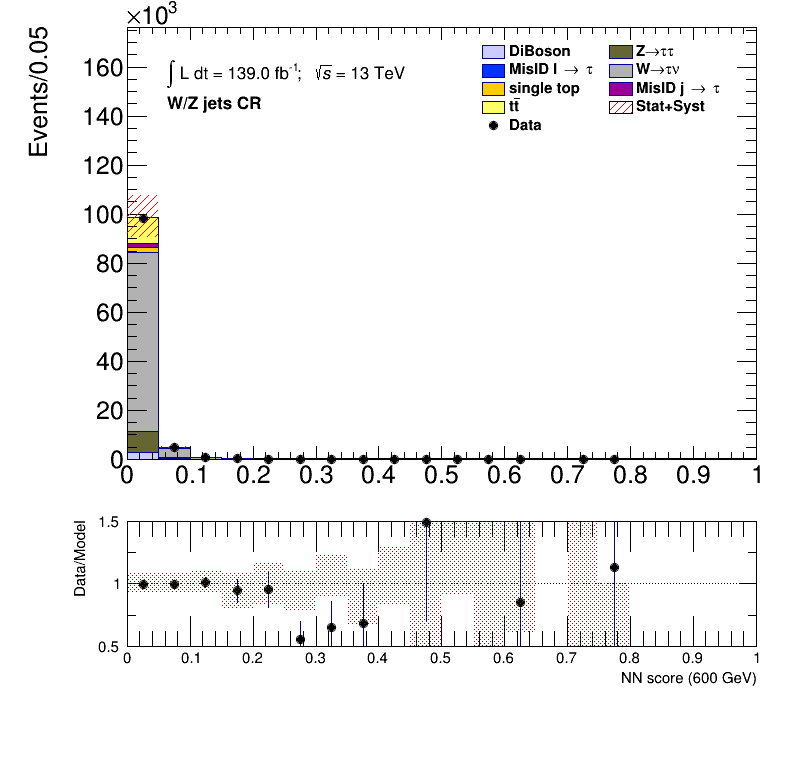 ×10³
Events/0.05
160
140
120
100
80
60
40
20
0
∫ L dt = 139.0 fb⁻¹; √s = 13 TeV
W/Z jets CR
DiBoson
MisID l → τ
single top
tt̄
Data
Z→ττ
W→τν
MisID j → τ
Stat+Syst
0 0.1 0.2 0.3 0.4 0.5 0.6 0.7 0.8 0.9 1
Data/Model
1.5
1
0.5
0 0.1 0.2 0.3 0.4 0.5 0.6 0.7 0.8 0.9 1
NN score (600 GeV)